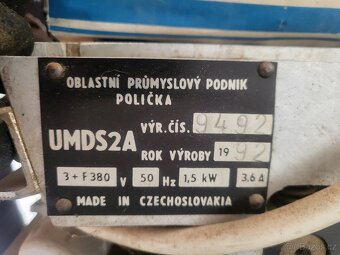 OBLASTNÍ PRŮMYSLOVÝ PODNIK
POLIČKA
VÝR. ČÍS. 9492
UMDS2A
ROK VÝROBY 1992
3+F380 V 50 Hz 1,5 kW 3.6 A
MADE IN CZECHOSLOVAKIA